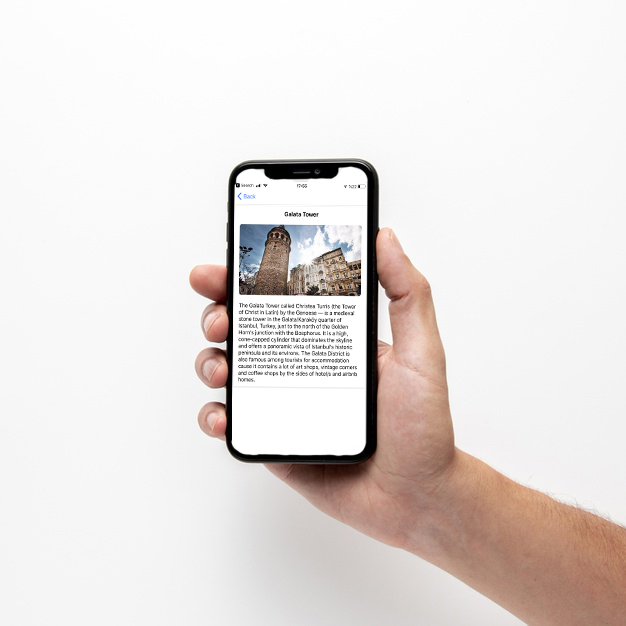 Search
17:55
%22
Back
Galata Tower
The Galata Tower called Christea Turris (the Tower
of Christ in Latin) by the Genoese — is a medieval
stone tower in the Galata/Karaköy quarter of
Istanbul, Turkey, just to the north of the Golden
Horn's junction with the Bosphorus. It is a high,
cone-capped cylinder that dominates the skyline
and offers a panoramic vista of Istanbul's historic
peninsula and its environs. The Galata District is
also famous among tourists for accommodation
cause it contains a lot of art shops, vintage corners
and coffee shops by the sides of hotels and airbnb
homes.